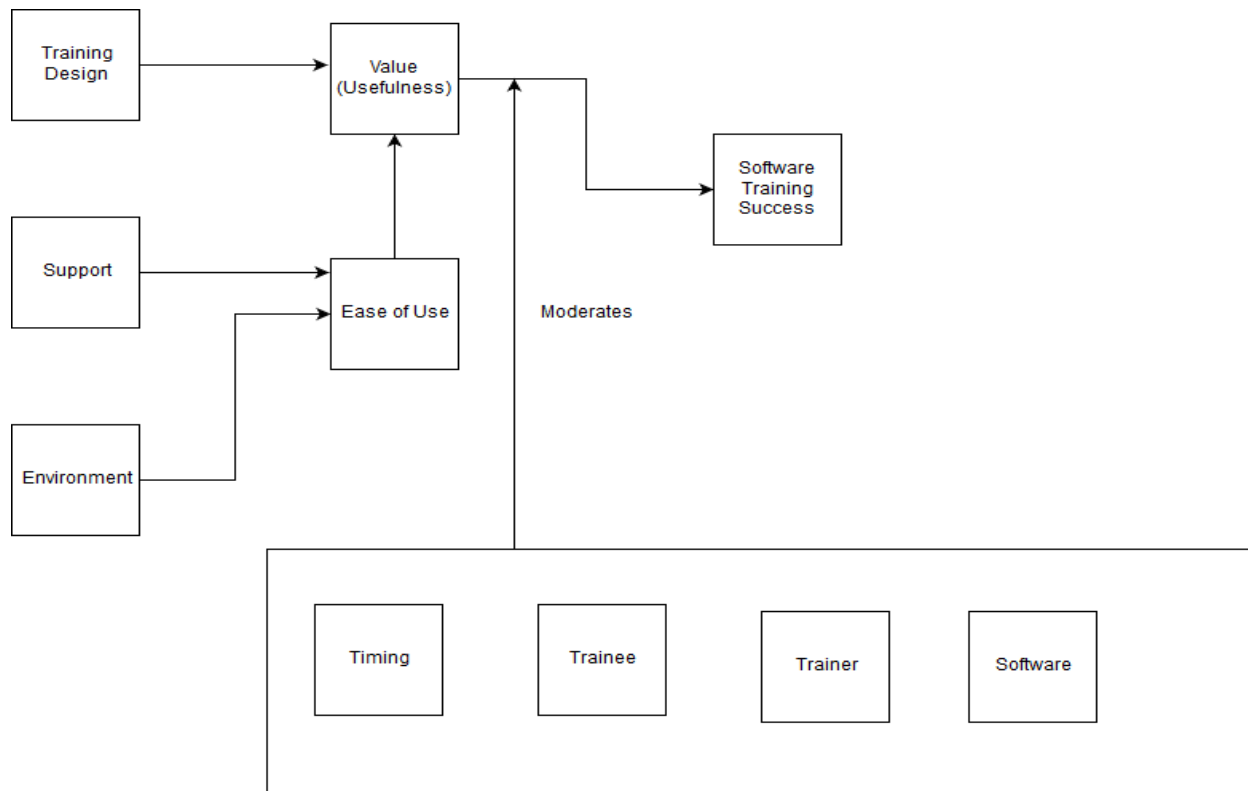 Training
Design
Value
(Usefulness)
Software
Training
Success
Support
Ease of Use
Moderates
Environment
Timing
Trainee
Trainer
Software